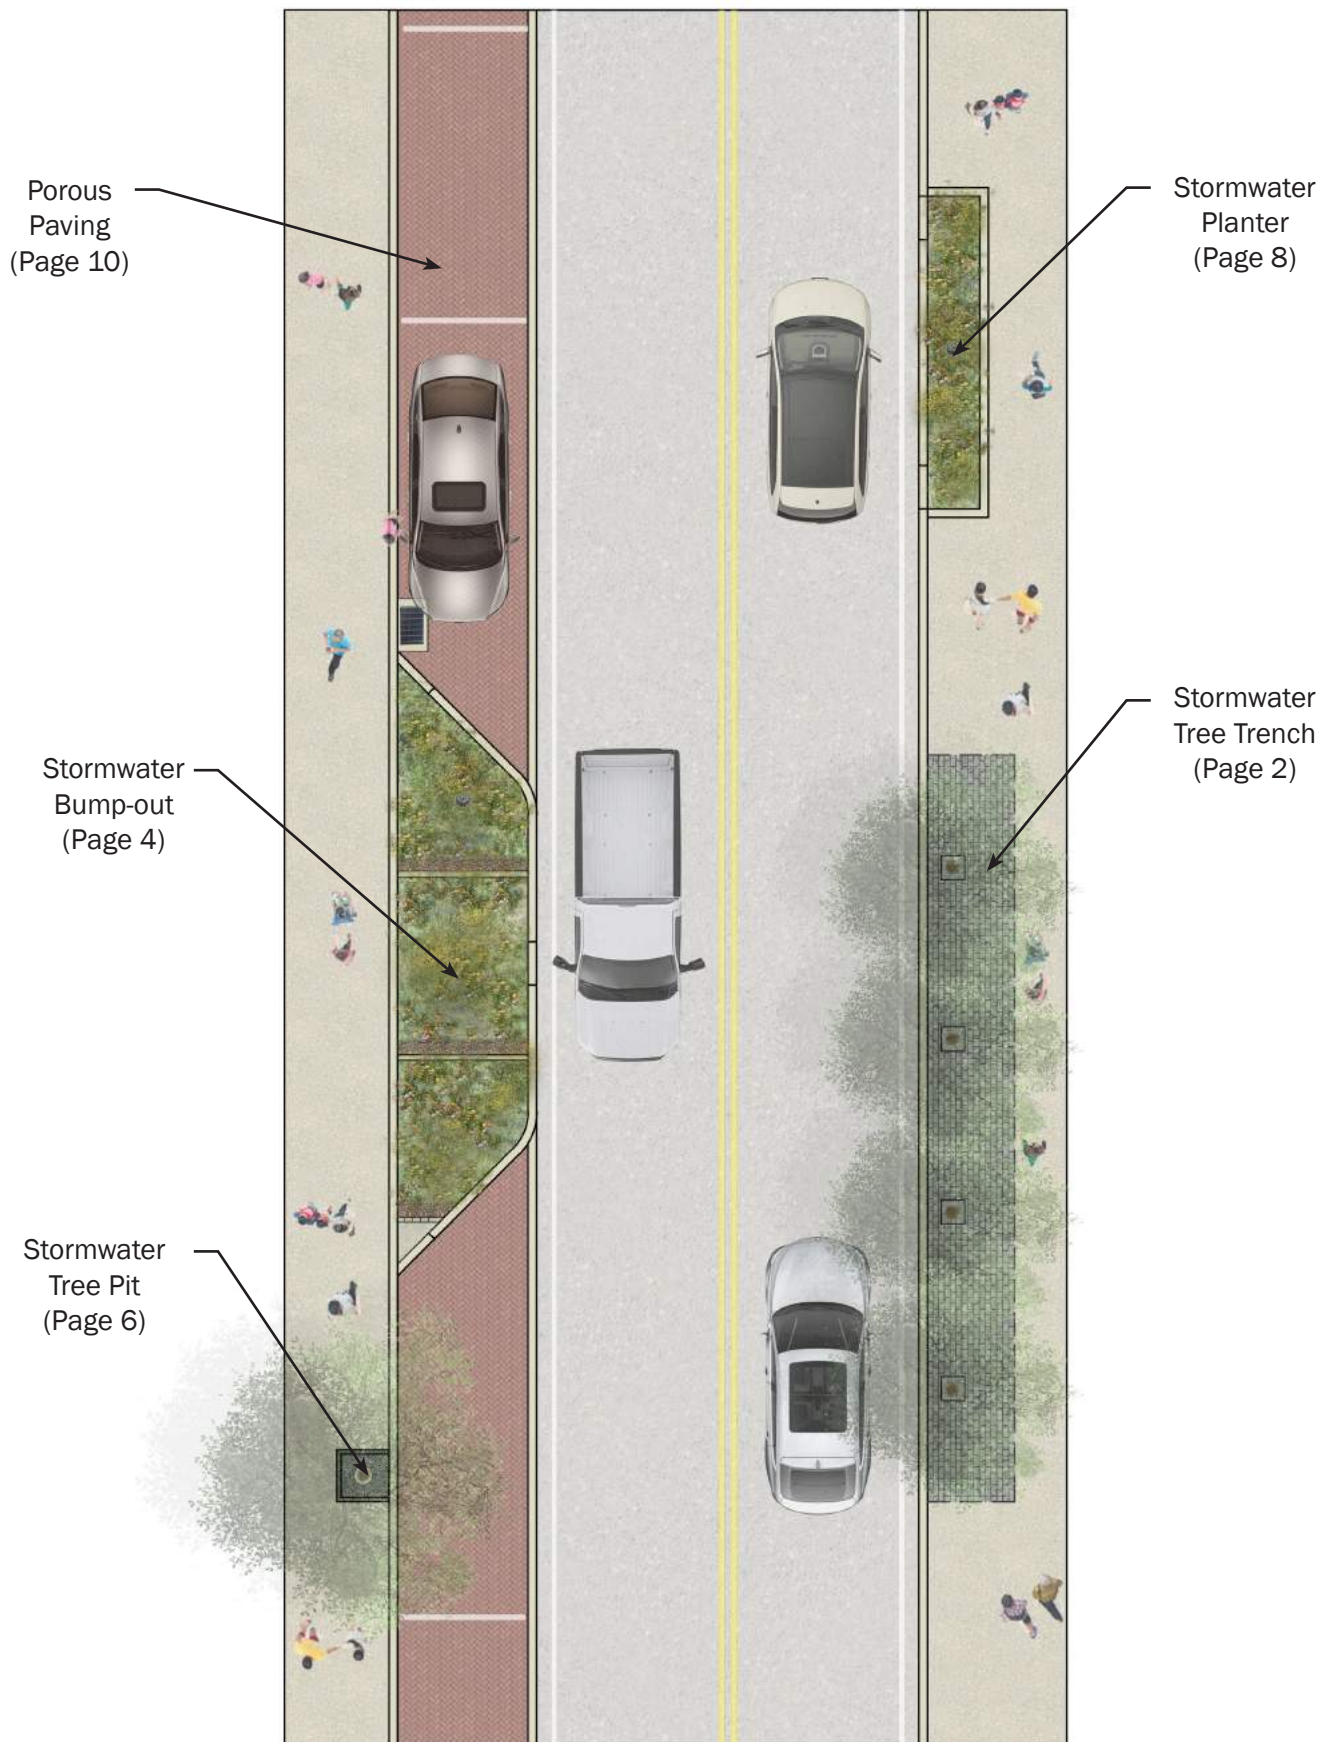 Porous
Paving
(Page 10)
Stormwater
Planter
(Page 8)
Stormwater
Tree Trench
(Page 2)
Stormwater
Bump-out
(Page 4)
Stormwater
Tree Pit
(Page 6)